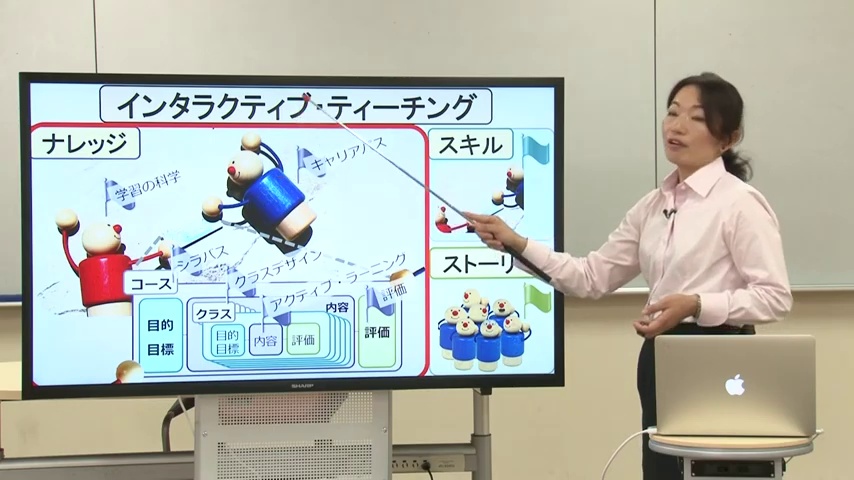 インタラクティブ・ティーチング
ナレッジ
スキル
キャリアパス
学習の科学
シラバス
クラスデザイン
アクティブ・ラーニング
評価
コース
目的
目標
クラス
内容
目的
目標
内容
評価
評価
ストーリー
SHARP